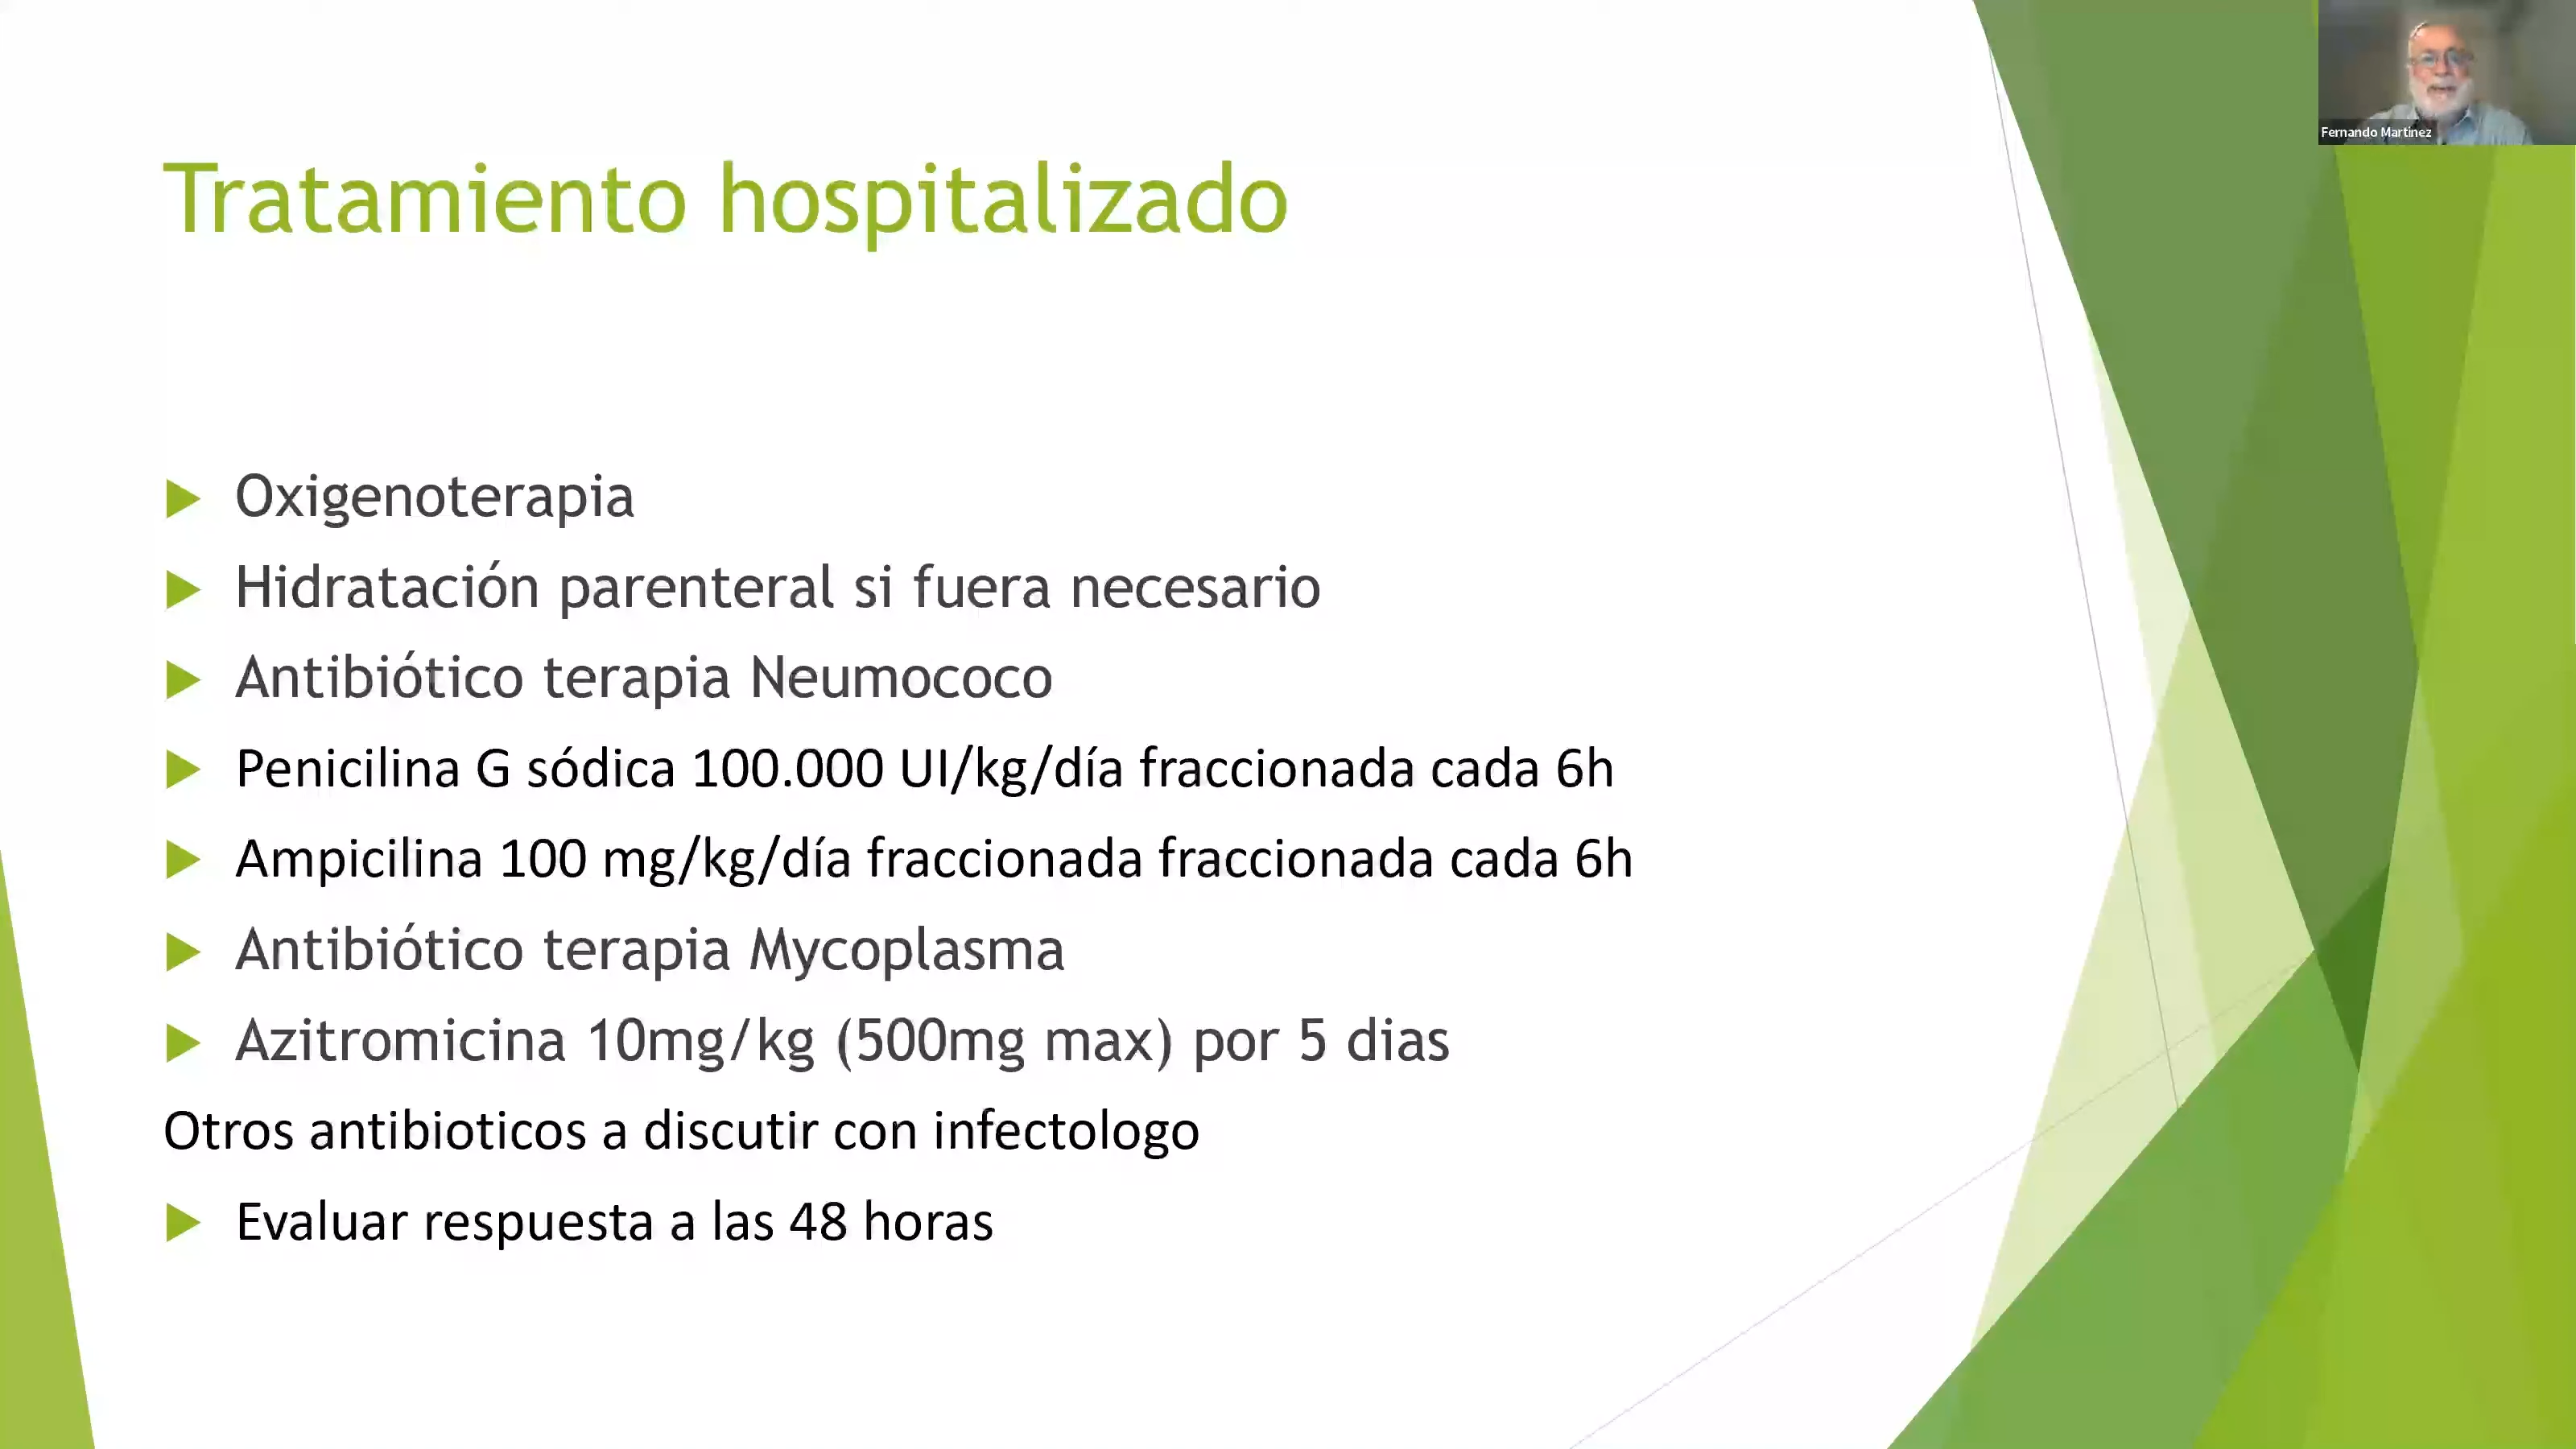 Fernando Martinez
Tratamiento hospitalizado
Oxigenoterapia
Hidratación parenteral si fuera necesario
Antibiótico terapia Neumococo
Penicilina G sódica 100.000 UI/kg/día fraccionada cada 6h
Ampicilina 100 mg/kg/día fraccionada fraccionada cada 6h
Antibiótico terapia Mycoplasma
Azitromicina 10mg/kg (500mg max) por 5 dias
Otros antibioticos a discutir con infectologo
Evaluar respuesta a las 48 horas